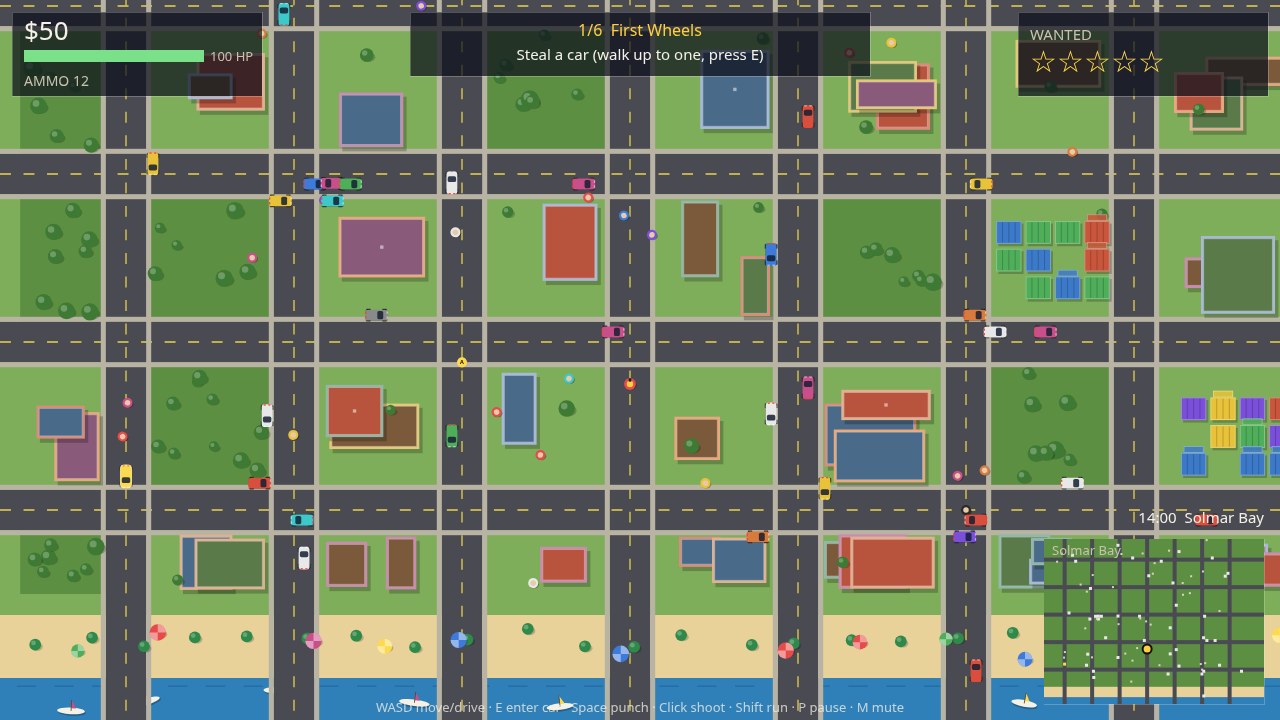 $50
100 HP
AMMO 12
1/6 First Wheels
Steal a car (walk up to one, press E)
WANTED
A
14:00 Solmar Bay
Solmar Bay
WASD move/drive · E enter car · Space punch · Click shoot · Shift run · P pause · M mute